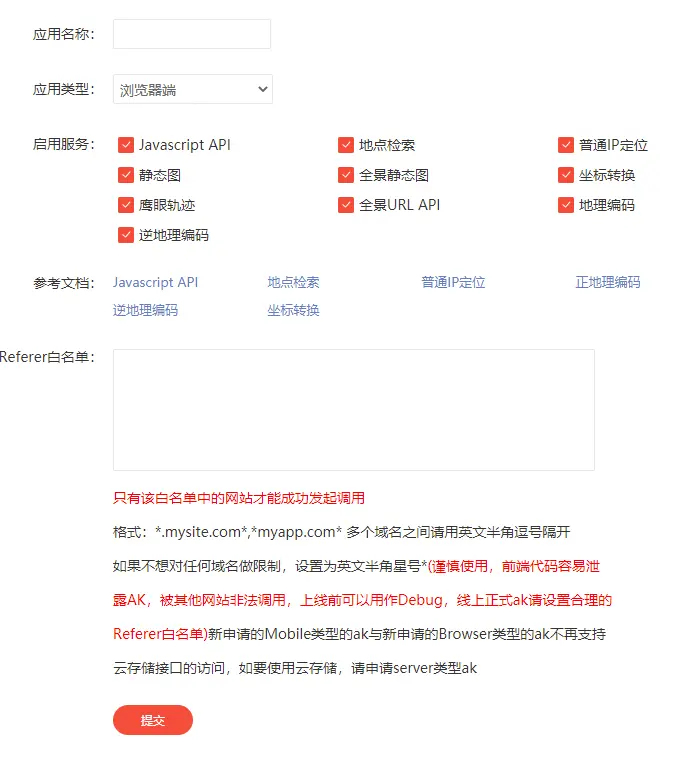 应用名称：
应用类型： 浏览器端
启用服务： Javascript API 地点检索 普通IP定位
静态图 全景静态图 坐标转换
鹰眼轨迹 全景URL API 地理编码
逆地理编码
参考文档： Javascript API 地点检索 普通IP定位 正地理编码
逆地理编码 坐标转换
Referer白名单：
只有该白名单中的网站才能成功发起调用
格式：*.mysite.com*,*myapp.com* 多个域名之间请用英文半角逗号隔开
如果不想对任何域名做限制，设置为英文半角星号*(谨慎使用，前端代码容易泄
露AK，被其他网站非法调用，上线前可以用作Debug，线上正式ak请设置合理的
Referer白名单)新申请的Mobile类型的ak与新申请的Browser类型的ak不再支持
云存储接口的访问，如要使用云存储，请申请server类型ak
提交